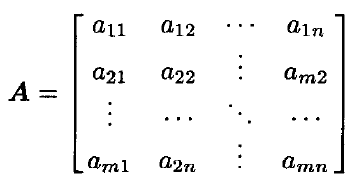 a₁₁ a₁₂ ⋯ a₁ₙ
a₂₁ a₂₂ ⋮ aₘ₂
A =
⋮ ⋯ ⋱ ⋯
aₘ₁ a₂ₙ ⋮ aₘₙ